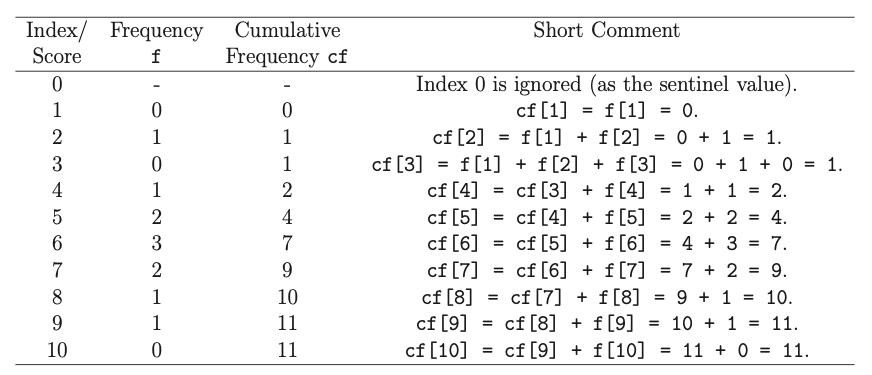 Index/ Frequency Cumulative Short Comment
Score f Frequency cf
0 - - Index 0 is ignored (as the sentinel value).
1 0 0 cf[1] = f[1] = 0.
2 1 1 cf[2] = f[1] + f[2] = 0 + 1 = 1.
3 0 1 cf[3] = f[1] + f[2] + f[3] = 0 + 1 + 0 = 1.
4 1 2 cf[4] = cf[3] + f[4] = 1 + 1 = 2.
5 2 4 cf[5] = cf[4] + f[5] = 2 + 2 = 4.
6 3 7 cf[6] = cf[5] + f[6] = 4 + 3 = 7.
7 2 9 cf[7] = cf[6] + f[7] = 7 + 2 = 9.
8 1 10 cf[8] = cf[7] + f[8] = 9 + 1 = 10.
9 1 11 cf[9] = cf[8] + f[9] = 10 + 1 = 11.
10 0 11 cf[10] = cf[9] + f[10] = 11 + 0 = 11.